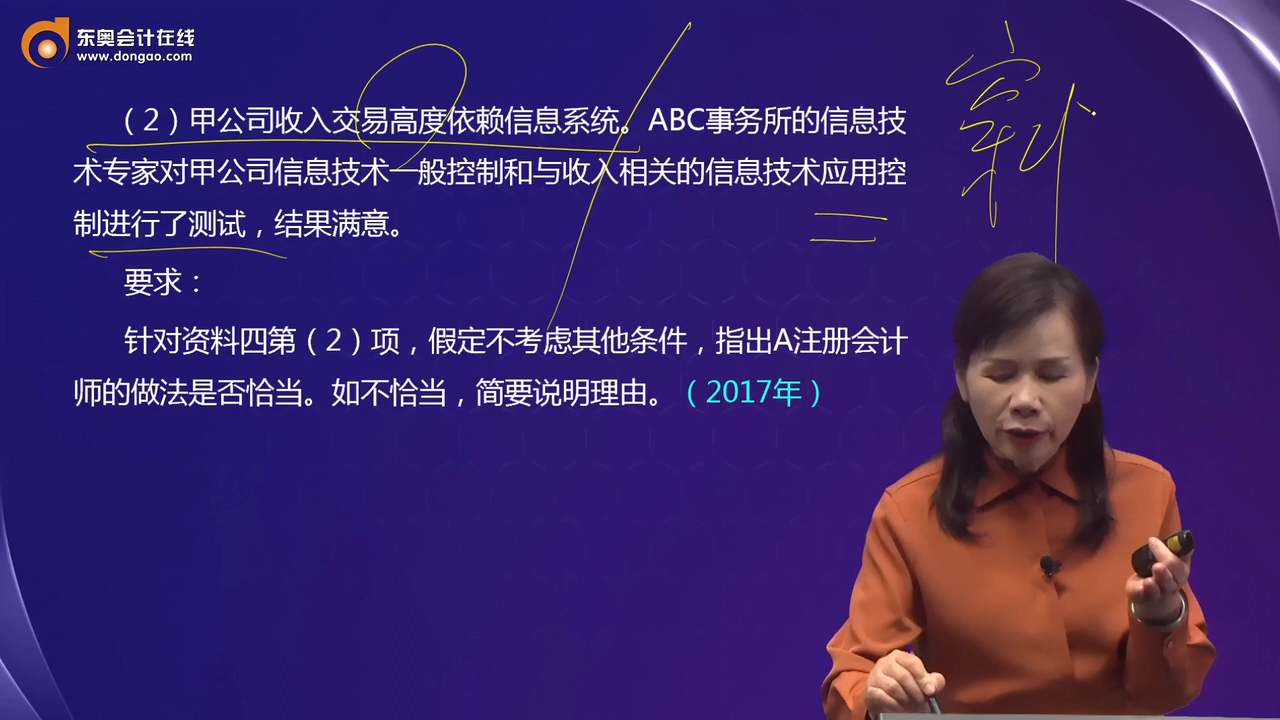 东奥会计在线
www.dongao.com
（2）甲公司收入交易高度依赖信息系统。ABC事务所的信息技
术专家对甲公司信息技术一般控制和与收入相关的信息技术应用控
制进行了测试，结果满意。
要求：
针对资料四第（2）项，假定不考虑其他条件，指出A注册会计
师的做法是否恰当。如不恰当，简要说明理由。（2017年）